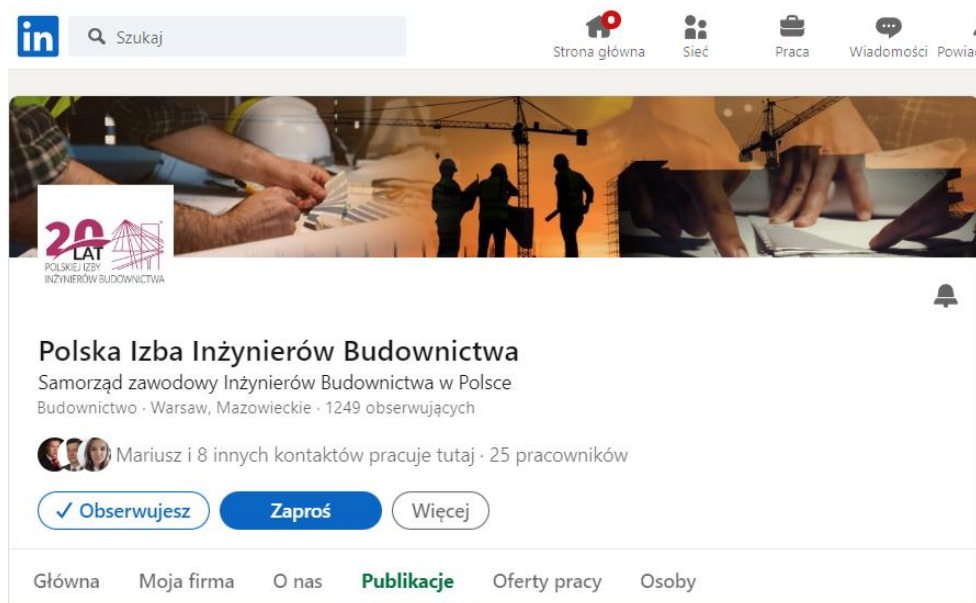 in
Szukaj
Strona główna
Sieć
Praca
Wiadomości
20
LAT
POLSKIEJ IZBY
INŻYNIERÓW BUDOWNICTWA
Polska Izba Inżynierów Budownictwa
Samorząd zawodowy Inżynierów Budownictwa w Polsce
Budownictwo · Warsaw, Mazowieckie · 1249 obserwujących
Mariusz i 8 innych kontaktów pracuje tutaj · 25 pracowników
✓ Obserwujesz
Zaproś
Więcej
Główna
Moja firma
O nas
Publikacje
Oferty pracy
Osoby